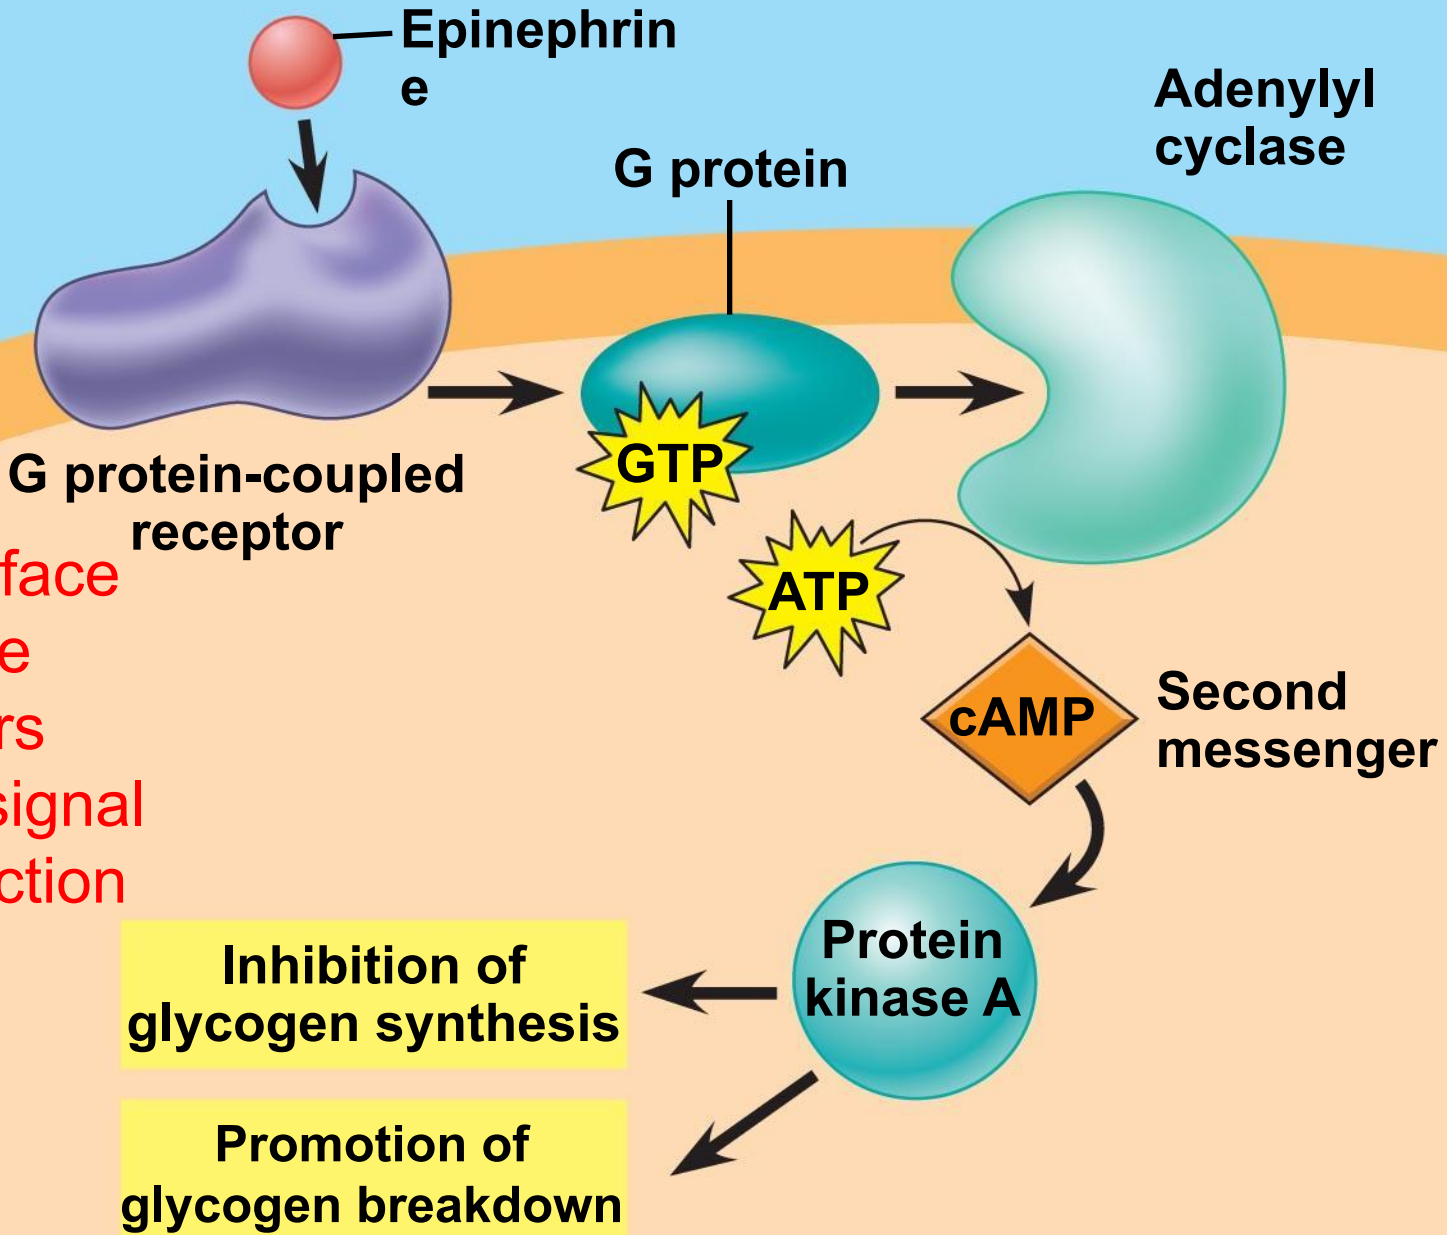 Epinephrin
e
Adenylyl
cyclase
G protein
GTP
G protein-coupled
receptor
ATP
face
e
rs
signal
ction
cAMP
Second
messenger
Protein
kinase A
Inhibition of
glycogen synthesis
Promotion of
glycogen breakdown